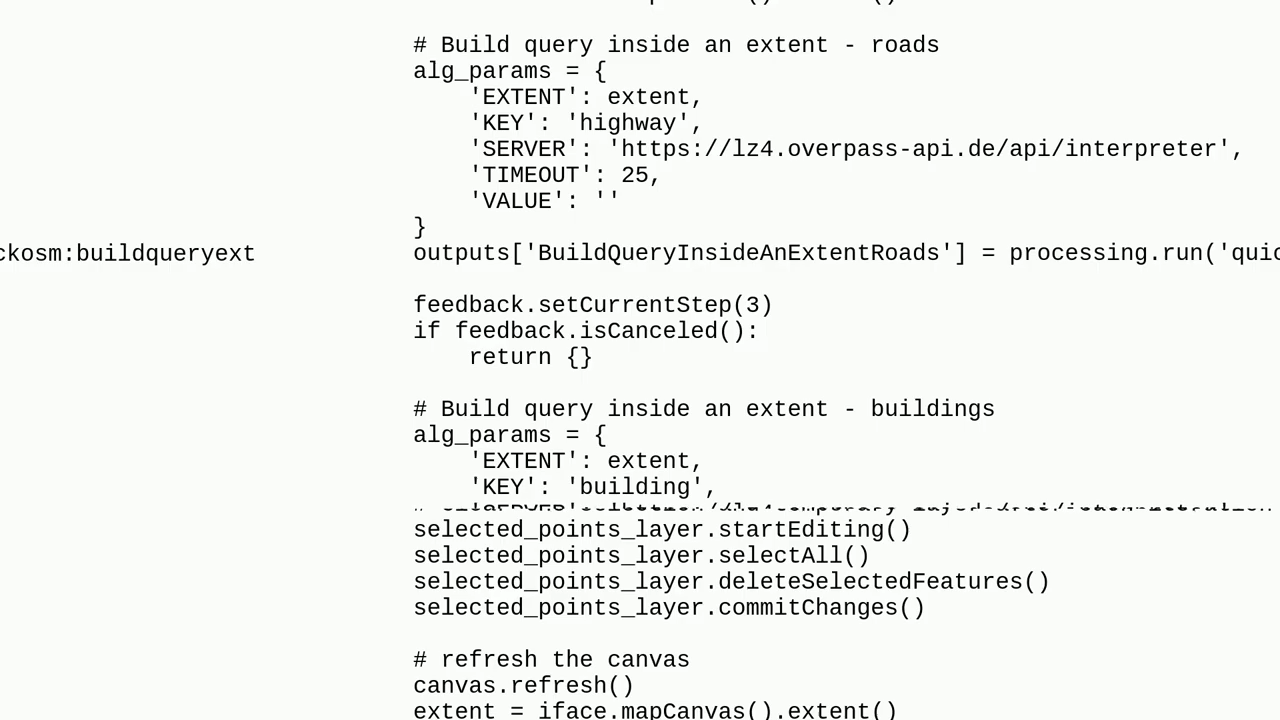 # Build query inside an extent - roads
alg_params = {
'EXTENT': extent,
'KEY': 'highway',
'SERVER': 'https://lz4.overpass-api.de/api/interpreter',
'TIMEOUT': 25,
'VALUE': ''
}
ckosm:buildqueryext outputs['BuildQueryInsideAnExtentRoads'] = processing.run('quic
feedback.setCurrentStep(3)
if feedback.isCanceled():
return {}
# Build query inside an extent - buildings
alg_params = {
'EXTENT': extent,
'KEY': 'building',
selected_points_layer.startEditing()
selected_points_layer.selectAll()
selected_points_layer.deleteSelectedFeatures()
selected_points_layer.commitChanges()
# refresh the canvas
canvas.refresh()
extent = iface.mapCanvas().extent()